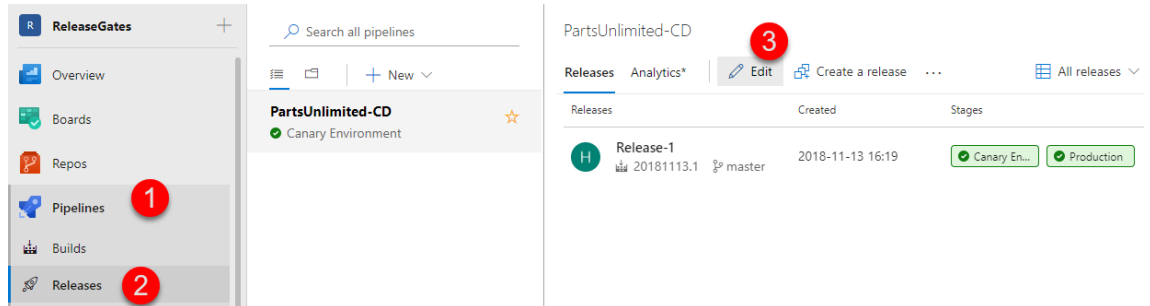 R ReleaseGates
Overview
Boards
Repos
Pipelines 1
Builds
Releases 2
Search all pipelines
New
PartsUnlimited-CD
Canary Environment
PartsUnlimited-CD
3
Releases Analytics* Edit Create a release ... All releases
Releases Created Stages
H Release-1
20181113.1 master 2018-11-13 16:19 Canary En... Production